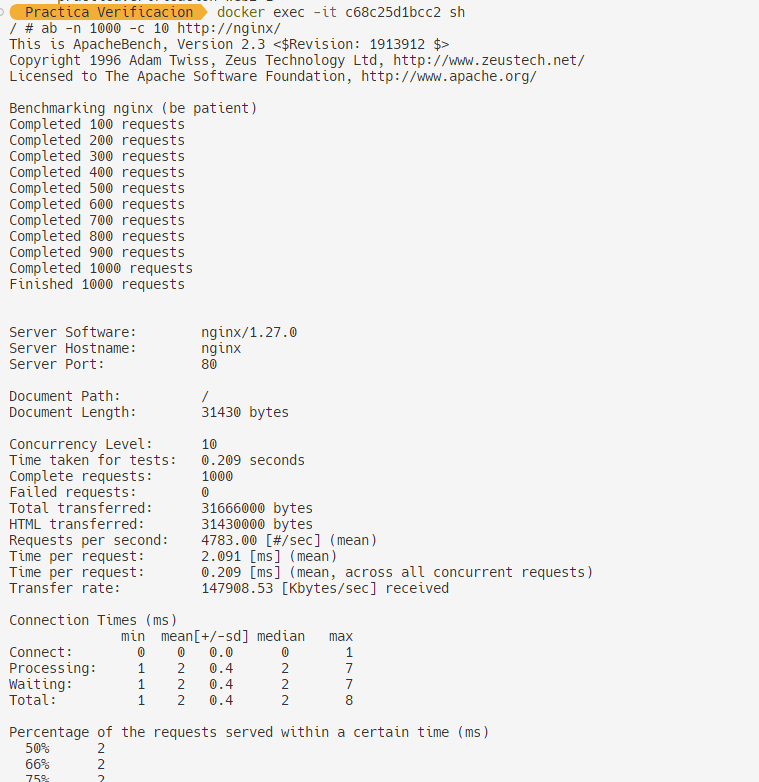 Practica Verificacion docker exec -it c68c25d1bcc2 sh
/ # ab -n 1000 -c 10 http://nginx/
This is ApacheBench, Version 2.3 <$Revision: 1913912 $>
Copyright 1996 Adam Twiss, Zeus Technology Ltd, http://www.zeustech.net/
Licensed to The Apache Software Foundation, http://www.apache.org/

Benchmarking nginx (be patient)
Completed 100 requests
Completed 200 requests
Completed 300 requests
Completed 400 requests
Completed 500 requests
Completed 600 requests
Completed 700 requests
Completed 800 requests
Completed 900 requests
Completed 1000 requests
Finished 1000 requests

Server Software:        nginx/1.27.0
Server Hostname:        nginx
Server Port:            80

Document Path:          /
Document Length:        31430 bytes

Concurrency Level:      10
Time taken for tests:   0.209 seconds
Complete requests:      1000
Failed requests:        0
Total transferred:      31666000 bytes
HTML transferred:       31430000 bytes
Requests per second:    4783.00 [#/sec] (mean)
Time per request:       2.091 [ms] (mean)
Time per request:       0.209 [ms] (mean, across all concurrent requests)
Transfer rate:          147908.53 [Kbytes/sec] received

Connection Times (ms)
              min  mean[+/-sd] median   max
Connect:        0    0   0.0      0       1
Processing:     1    2   0.4      2       7
Waiting:        1    2   0.4      2       7
Total:          1    2   0.4      2       8

Percentage of the requests served within a certain time (ms)
  50%      2
  66%      2
  75%      2